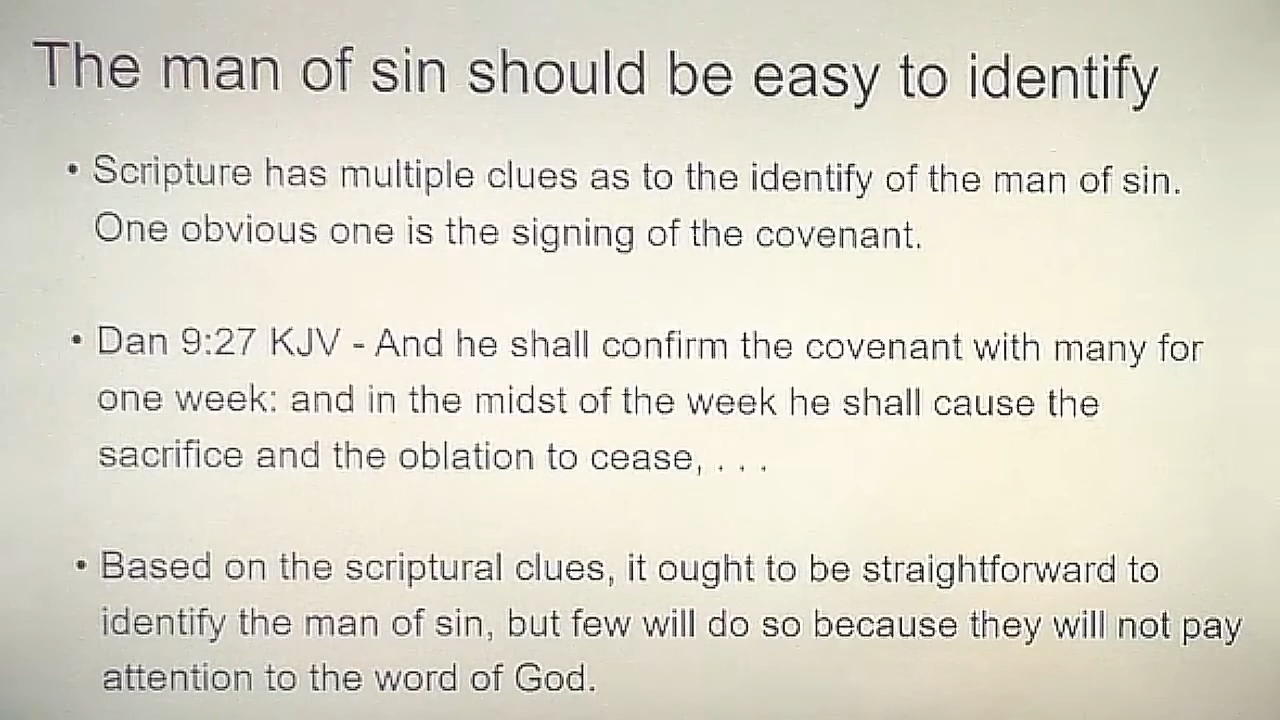 The man of sin should be easy to identify
• Scripture has multiple clues as to the identify of the man of sin.
One obvious one is the signing of the covenant.
• Dan 9:27 KJV - And he shall confirm the covenant with many for
one week: and in the midst of the week he shall cause the
sacrifice and the oblation to cease, . . .
• Based on the scriptural clues, it ought to be straightforward to
identify the man of sin, but few will do so because they will not pay
attention to the word of God.